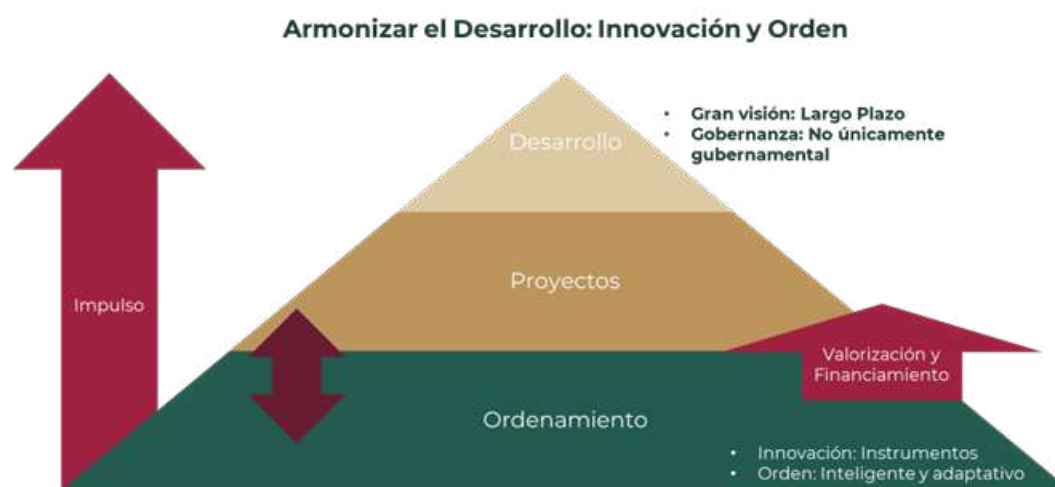 Armonizar el Desarrollo: Innovación y Orden
Desarrollo
• Gran visión: Largo Plazo
• Gobernanza: No únicamente
gubernamental
Proyectos
Impulso
Valorización y
Financiamiento
Ordenamiento
• Innovación: Instrumentos
• Orden: Inteligente y adaptativo